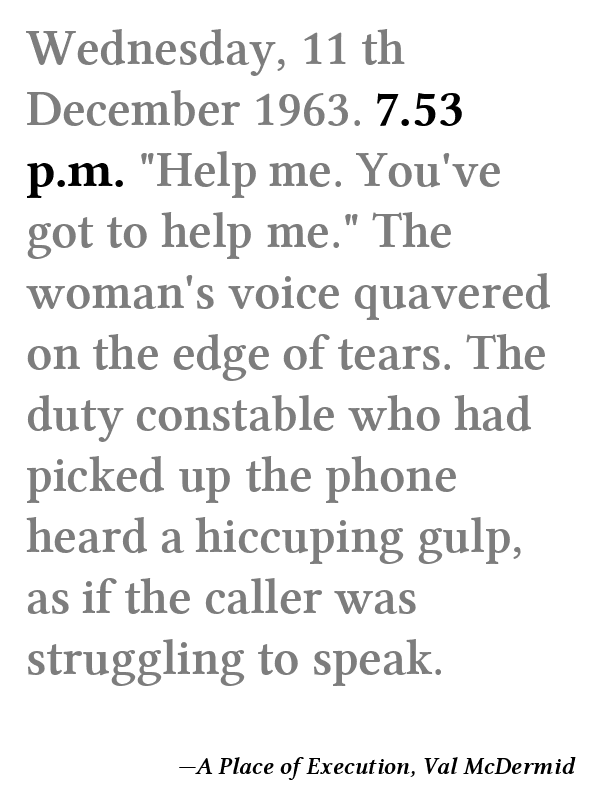 Wednesday, 11 th
December 1963. 7.53
p.m. "Help me. You've
got to help me." The
woman's voice quavered
on the edge of tears. The
duty constable who had
picked up the phone
heard a hiccuping gulp,
as if the caller was
struggling to speak.
—A Place of Execution, Val McDermid